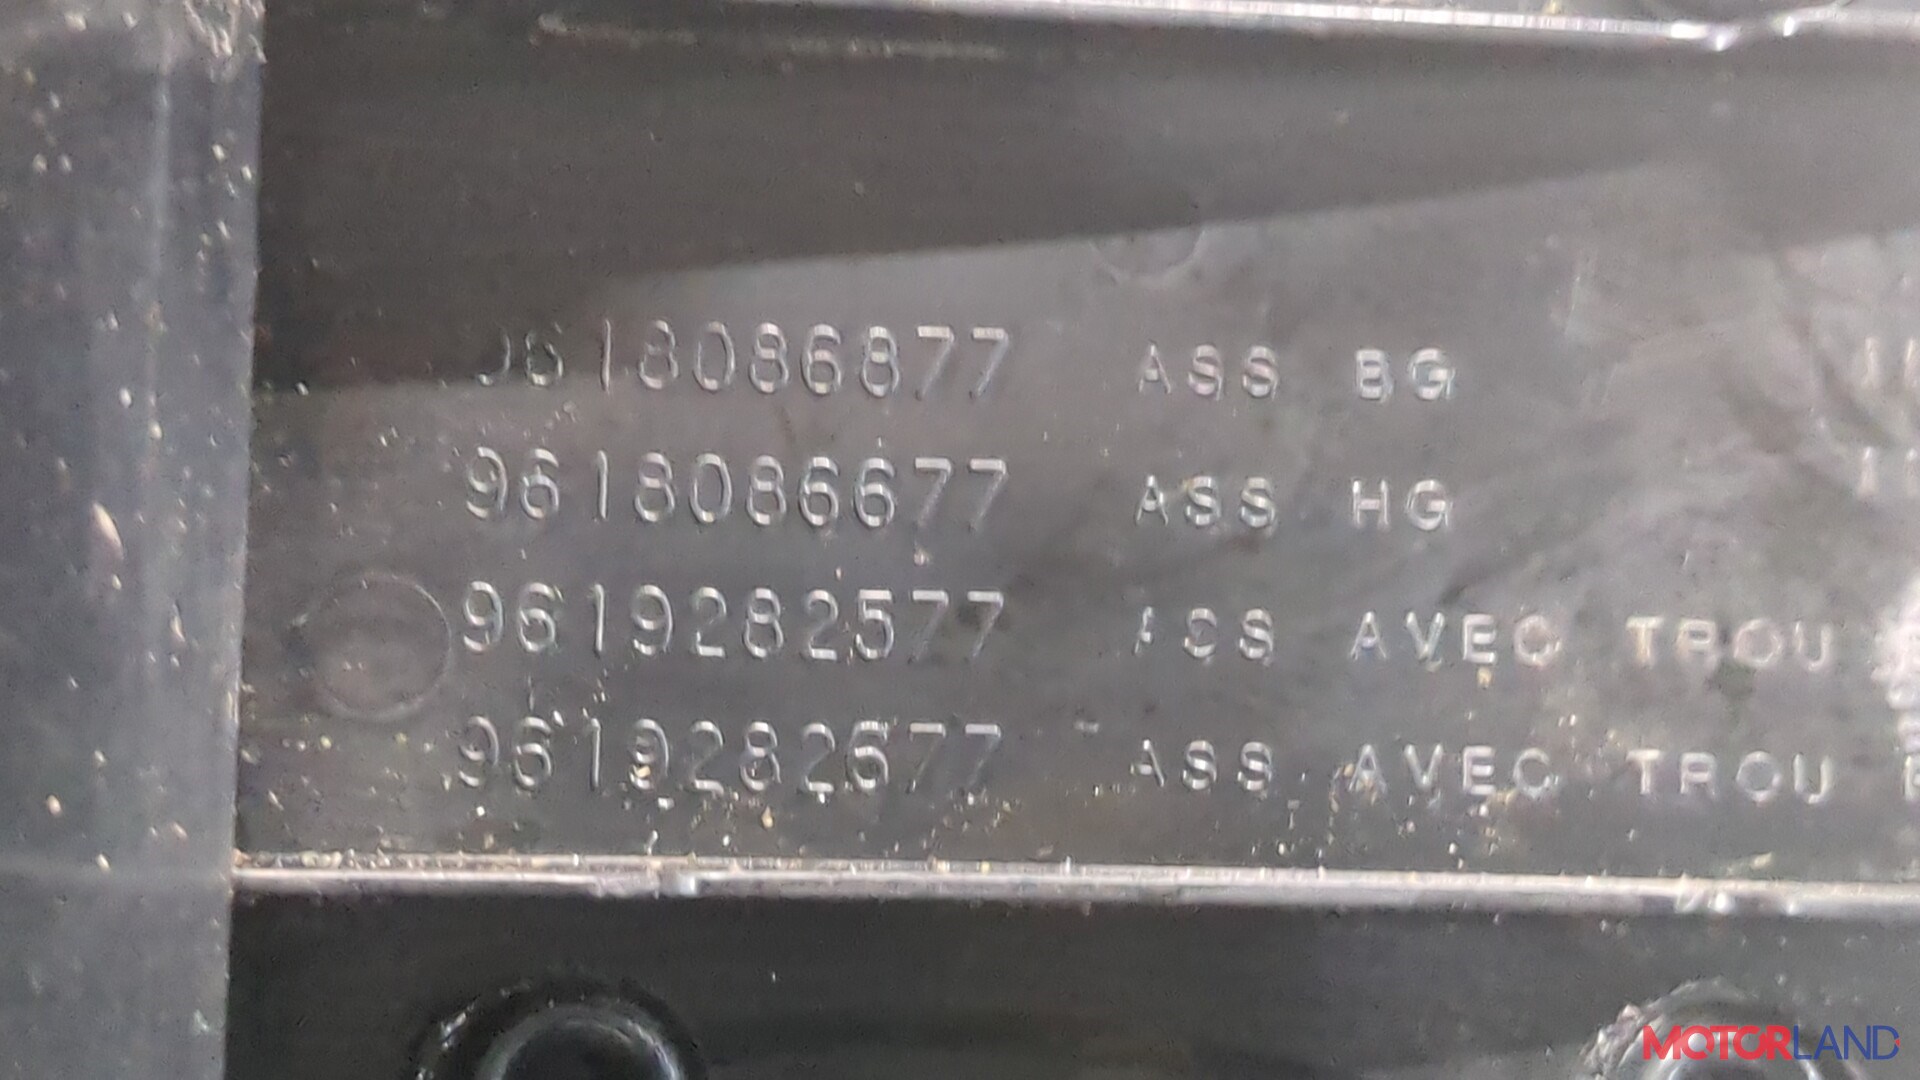 9618086877 ASS BG
9618086677 ASS HG
9619282577 ASS AVEC TROU
9619282677 ASS AVEC TROU
MOTORLAND